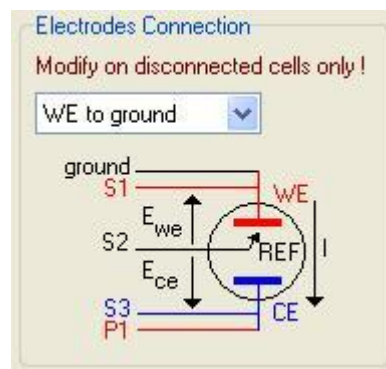 Electrodes Connection
Modify on disconnected cells only !
WE to ground
ground
S1
WE
Ewe
S2
REF
I
Ece
S3
CE
P1